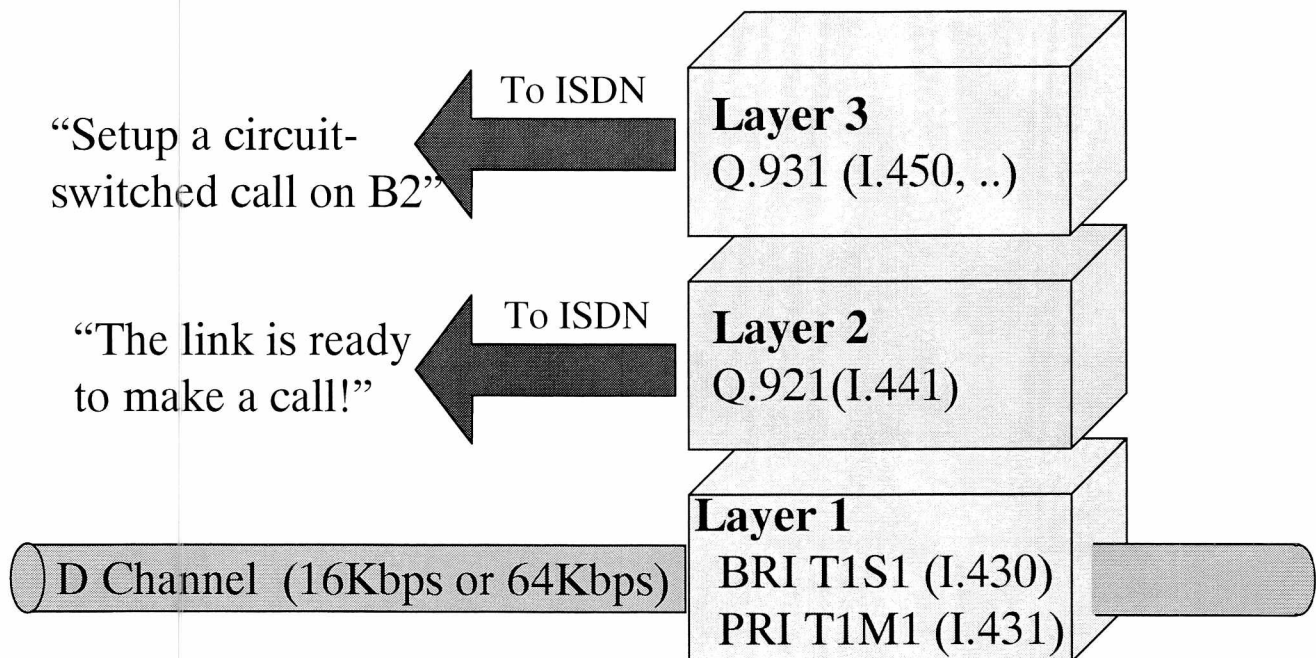 To ISDN
“Setup a circuit-
switched call on B2”
Layer 3
Q.931 (I.450, ..)
To ISDN
“The link is ready
to make a call!”
Layer 2
Q.921(I.441)
Layer 1
D Channel (16Kbps or 64Kbps)
BRI T1S1 (I.430)
PRI T1M1 (I.431)